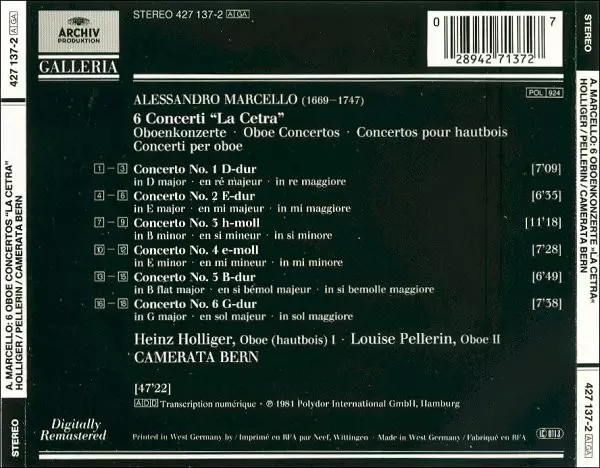 STEREO 427 137-2 A GA
ARCHIV
PRODUKTION
GALLERIA
0
28942 71372
7
POL 924
ALESSANDRO MARCELLO (1669–1747)
6 Concerti “La Cetra”
Oboenkonzerte · Oboe Concertos · Concertos pour hautbois
Concerti per oboe
1 – 3 Concerto No. 1 D-dur [7'09]
in D major · en ré majeur · in re maggiore
4 – 6 Concerto No. 2 E-dur [6'35]
in E major · en mi majeur · in mi maggiore
7 – 9 Concerto No. 3 h-moll [11'18]
in B minor · en si mineur · in si minore
10 – 12 Concerto No. 4 e-moll [7'28]
in E minor · en mi mineur · in mi minore
13 – 15 Concerto No. 5 B-dur [6'49]
in B flat major · en si bémol majeur · in si bemolle maggiore
16 – 18 Concerto No. 6 G-dur [7'38]
in G major · en sol majeur · in sol maggiore
Heinz Holliger, Oboe (hautbois) I · Louise Pellerin, Oboe II
CAMERATA BERN
[47'22]
ADD Transcription numérique · ℗ 1981 Polydor International GmbH, Hamburg
Digitally
Remastered
Printed in West Germany by / Imprimé en RFA par Neef, Wittingen · Made in West Germany / Fabriqué en RFA
LC 0113
427 137-2 A GA
A. MARCELLO: 6 OBOE CONCERTOS "LA CETRA"
HOLLIGER / PELLERIN / CAMERATA BERN
STEREO
STEREO
A. MARCELLO: 6 OBOENKONZERTE »LA CETRA«
HOLLIGER / PELLERIN / CAMERATA BERN
427 137-2 A GA